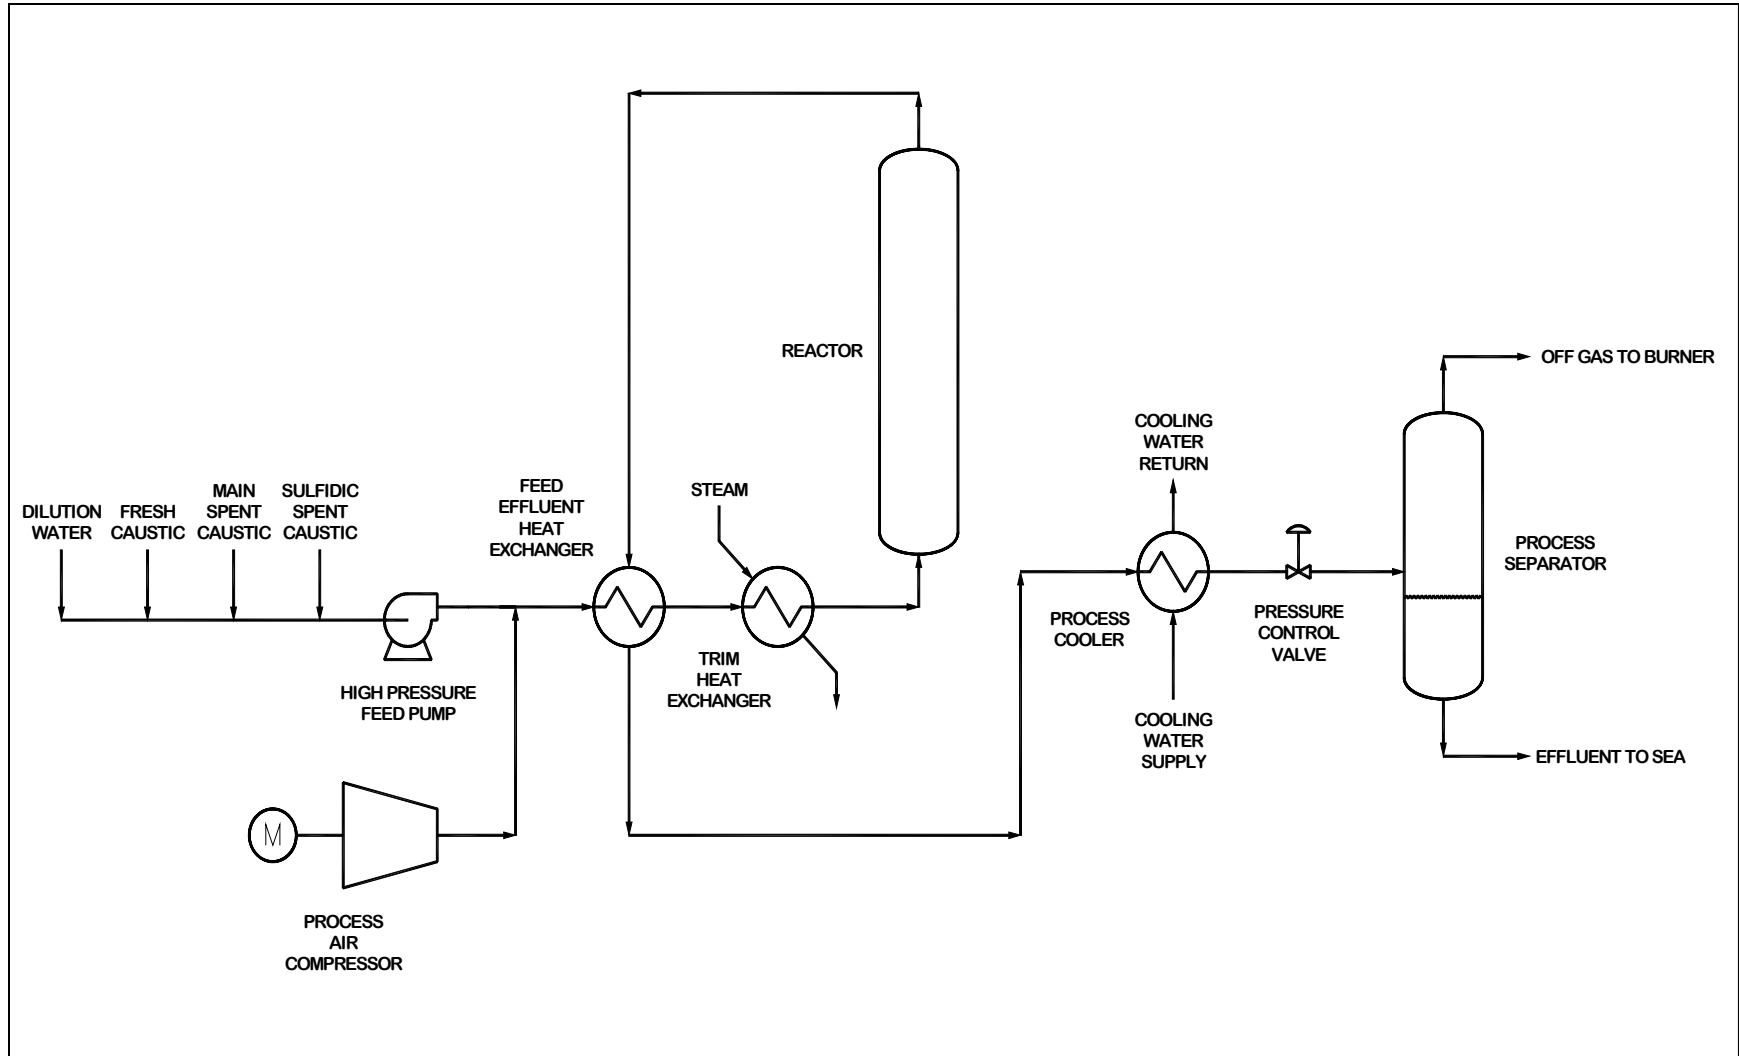 DILUTION
WATER
FRESH
CAUSTIC
MAIN
SPENT
CAUSTIC
SULFIDIC
SPENT
CAUSTIC
HIGH PRESSURE
FEED PUMP
M
PROCESS
AIR
COMPRESSOR
FEED
EFFLUENT
HEAT
EXCHANGER
STEAM
TRIM
HEAT
EXCHANGER
REACTOR
COOLING
WATER
RETURN
PROCESS
COOLER
COOLING
WATER
SUPPLY
PRESSURE
CONTROL
VALVE
OFF GAS TO BURNER
PROCESS
SEPARATOR
EFFLUENT TO SEA